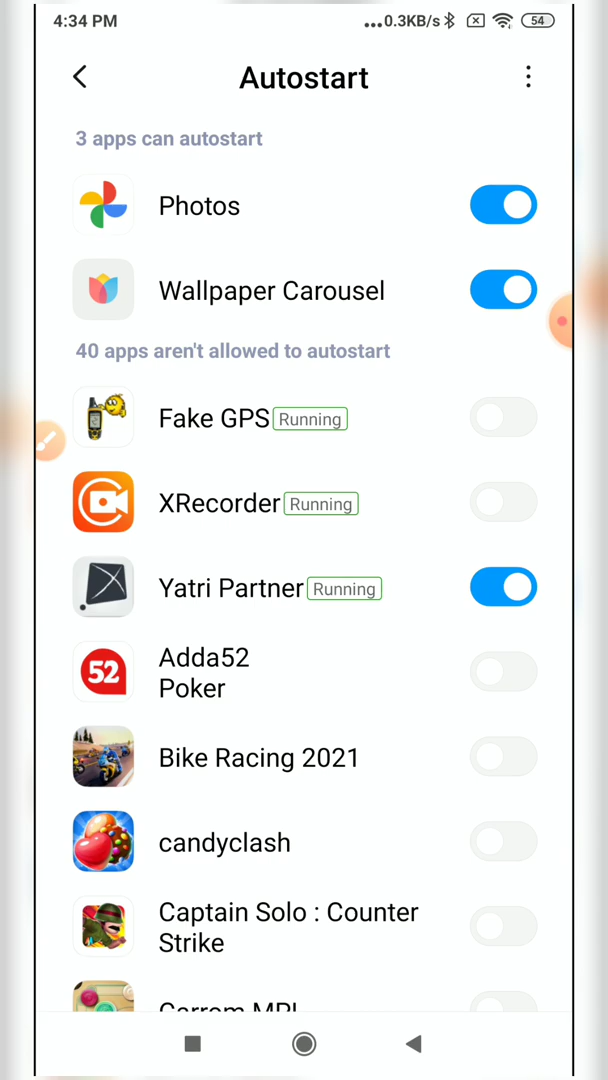 4:34 PM
...0.3KB/s
54
Autostart
3 apps can autostart
Photos
Wallpaper Carousel
40 apps aren't allowed to autostart
Fake GPS Running
XRecorder Running
Yatri Partner Running
52
Adda52
Poker
Bike Racing 2021
candyclash
Captain Solo : Counter
Strike
Carrom MPL